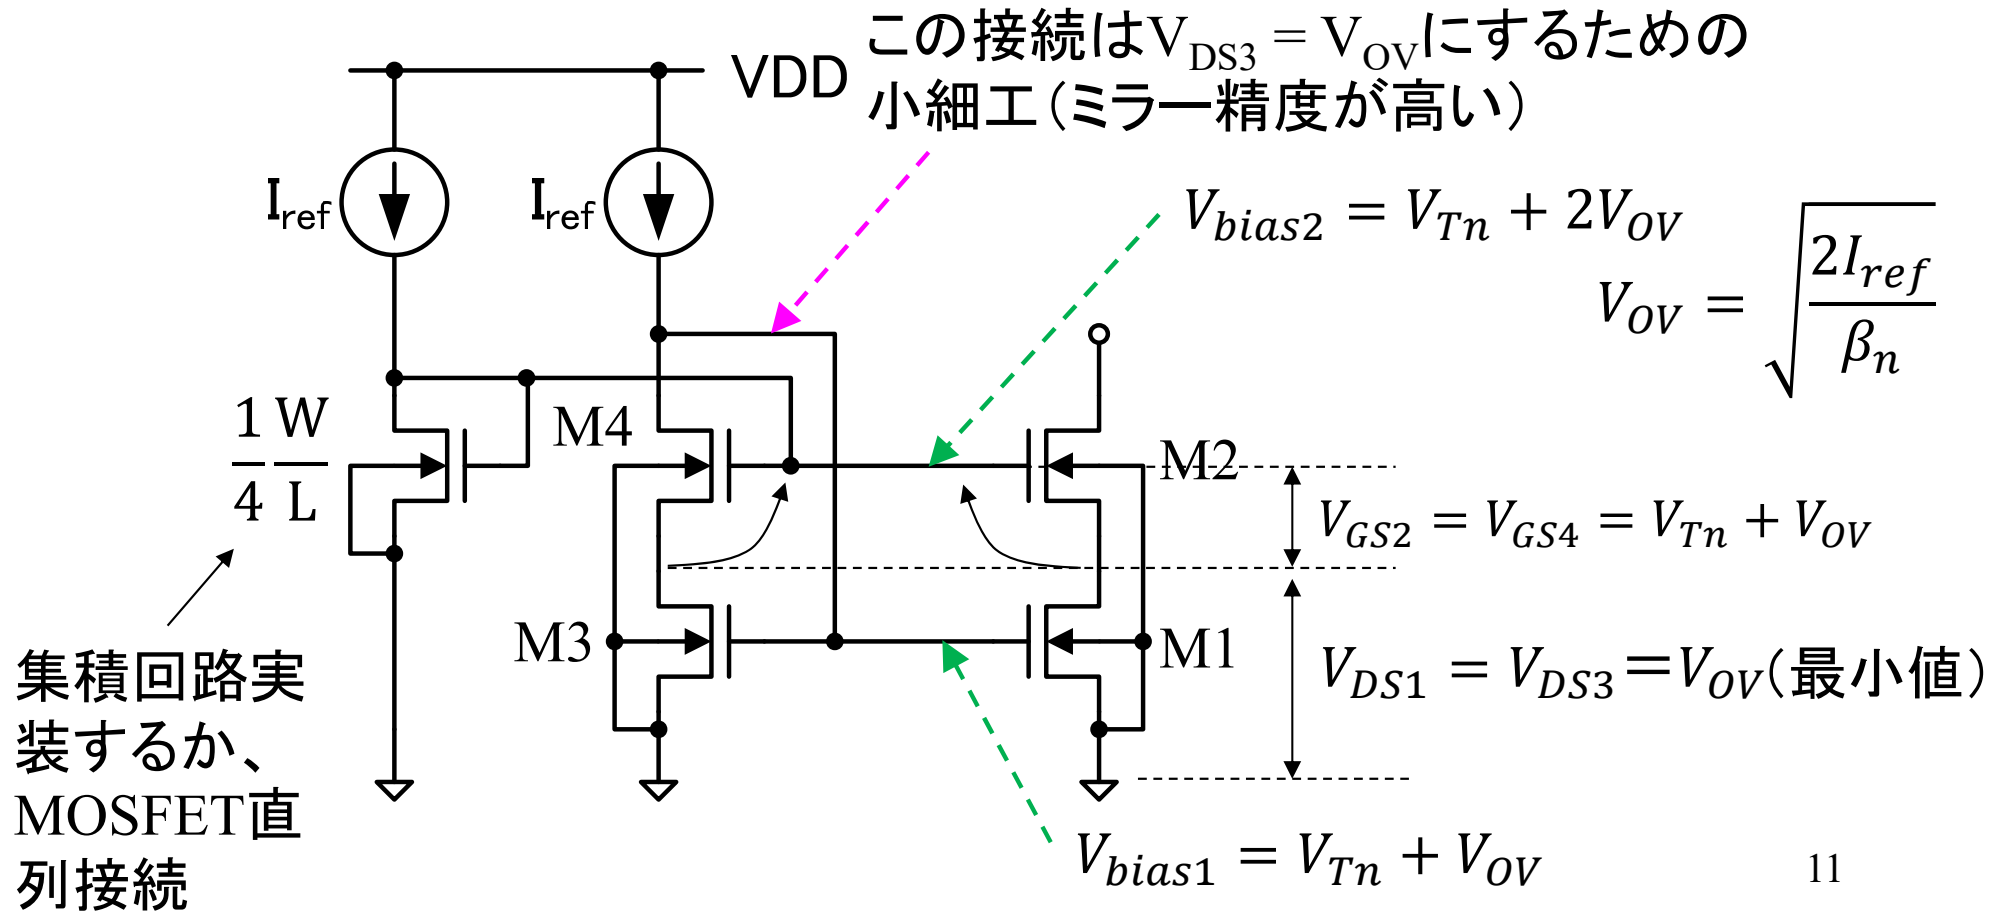 この接続はV_DS3 = V_OVにするための
小細工(ミラー精度が高い)
VDD
I_ref
I_ref
V_bias2 = V_Tn + 2V_OV
V_OV = √(2I_ref/β_n)
1/4 W/L
M4
M2
V_GS2 = V_GS4 = V_Tn + V_OV
M3
M1
V_DS1 = V_DS3=V_OV(最小値)
集積回路実
装するか、
MOSFET直
列接続
V_bias1 = V_Tn + V_OV
11